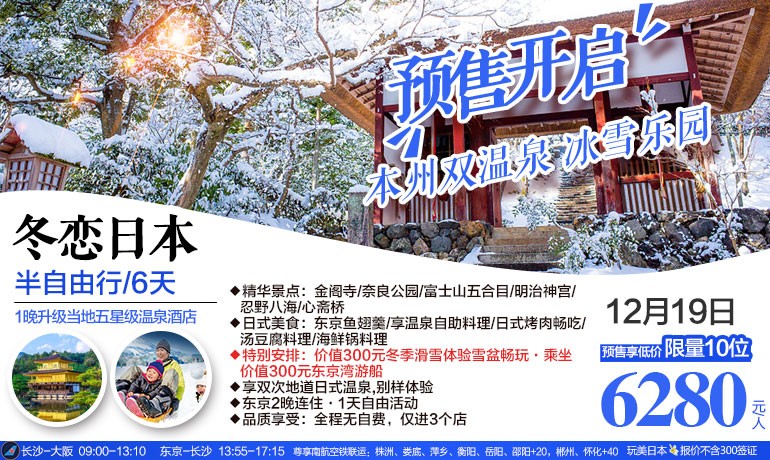 预售开启
本州双温泉 冰雪乐园
冬恋日本
半自由行/6天
1晚升级当地五星级温泉酒店
◆精华景点：金阁寺/奈良公园/富士山五合目/明治神宫/
忍野八海/心斋桥
◆日式美食：东京鱼翅羹/享温泉自助料理/日式烤肉畅吃/
汤豆腐料理/海鲜锅料理
◆特别安排：价值300元冬季滑雪体验雪盆畅玩·乘坐
价值300元东京湾游船
◆享双次地道日式温泉,别样体验
◆东京2晚连住·1天自由活动
◆品质享受：全程无自费，仅进3个店
12月19日
预售享低价 限量10位
6280元/人
长沙-大阪 09:00-13:10 东京-长沙 13:55-17:15 尊享南航空铁联运：株洲、娄底、萍乡、衡阳、岳阳、邵阳+20，郴州、怀化+40 玩美日本 报价不含300签证